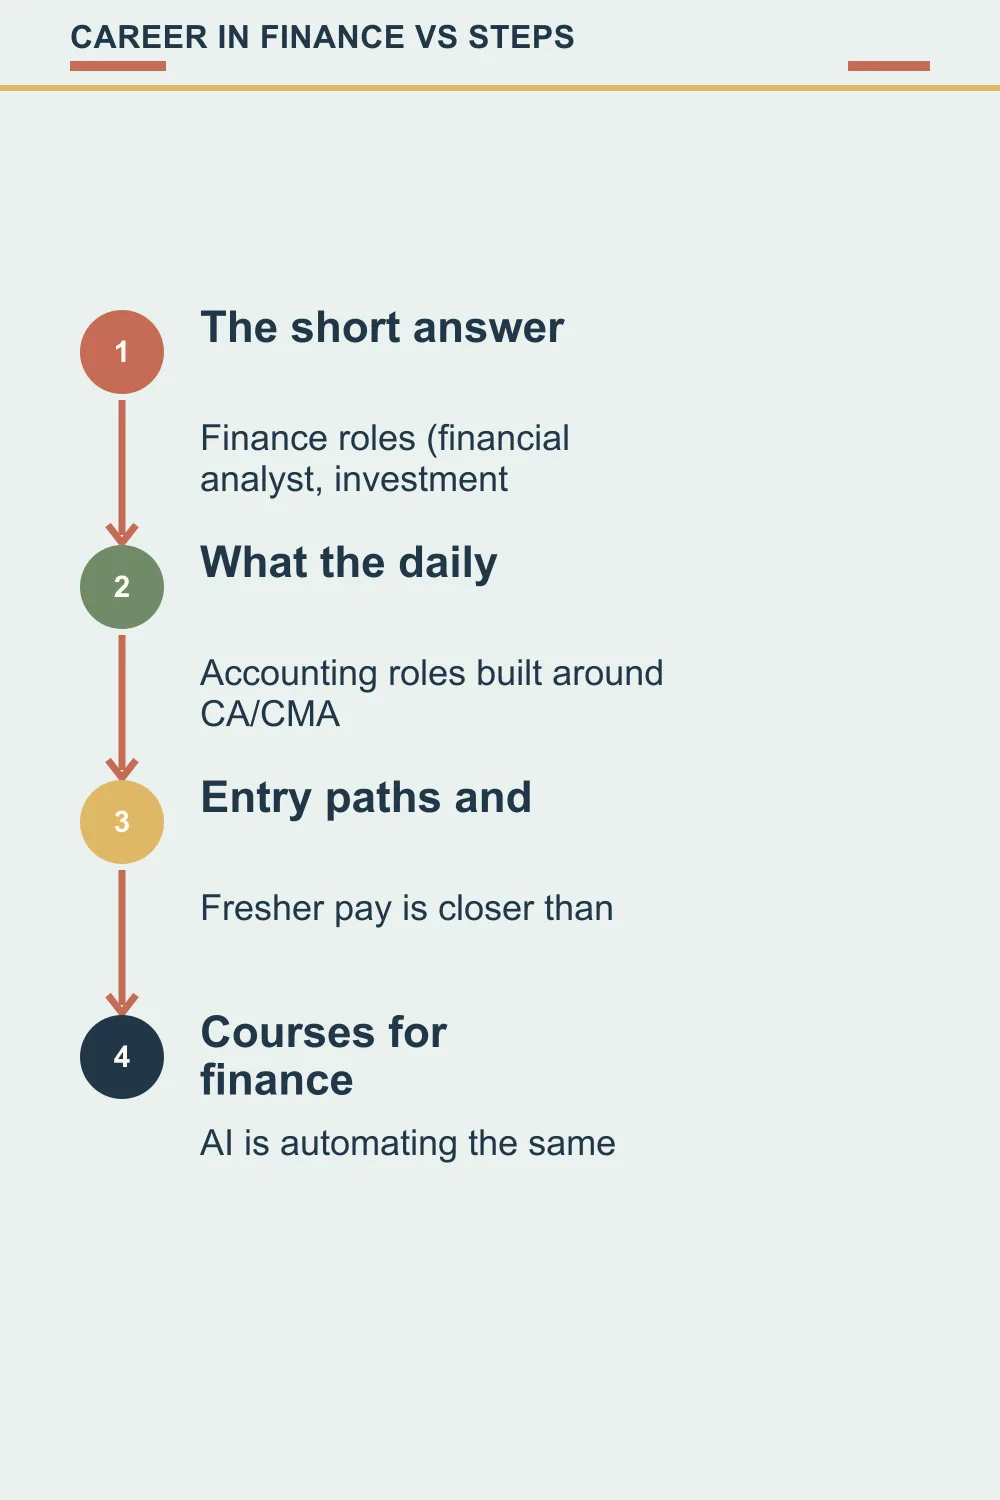 CAREER IN FINANCE VS STEPS
1
The short answer
Finance roles (financial
analyst, investment
2
What the daily
Accounting roles built around
CA/CMA
3
Entry paths and
Fresher pay is closer than
4
Courses for
finance
AI is automating the same